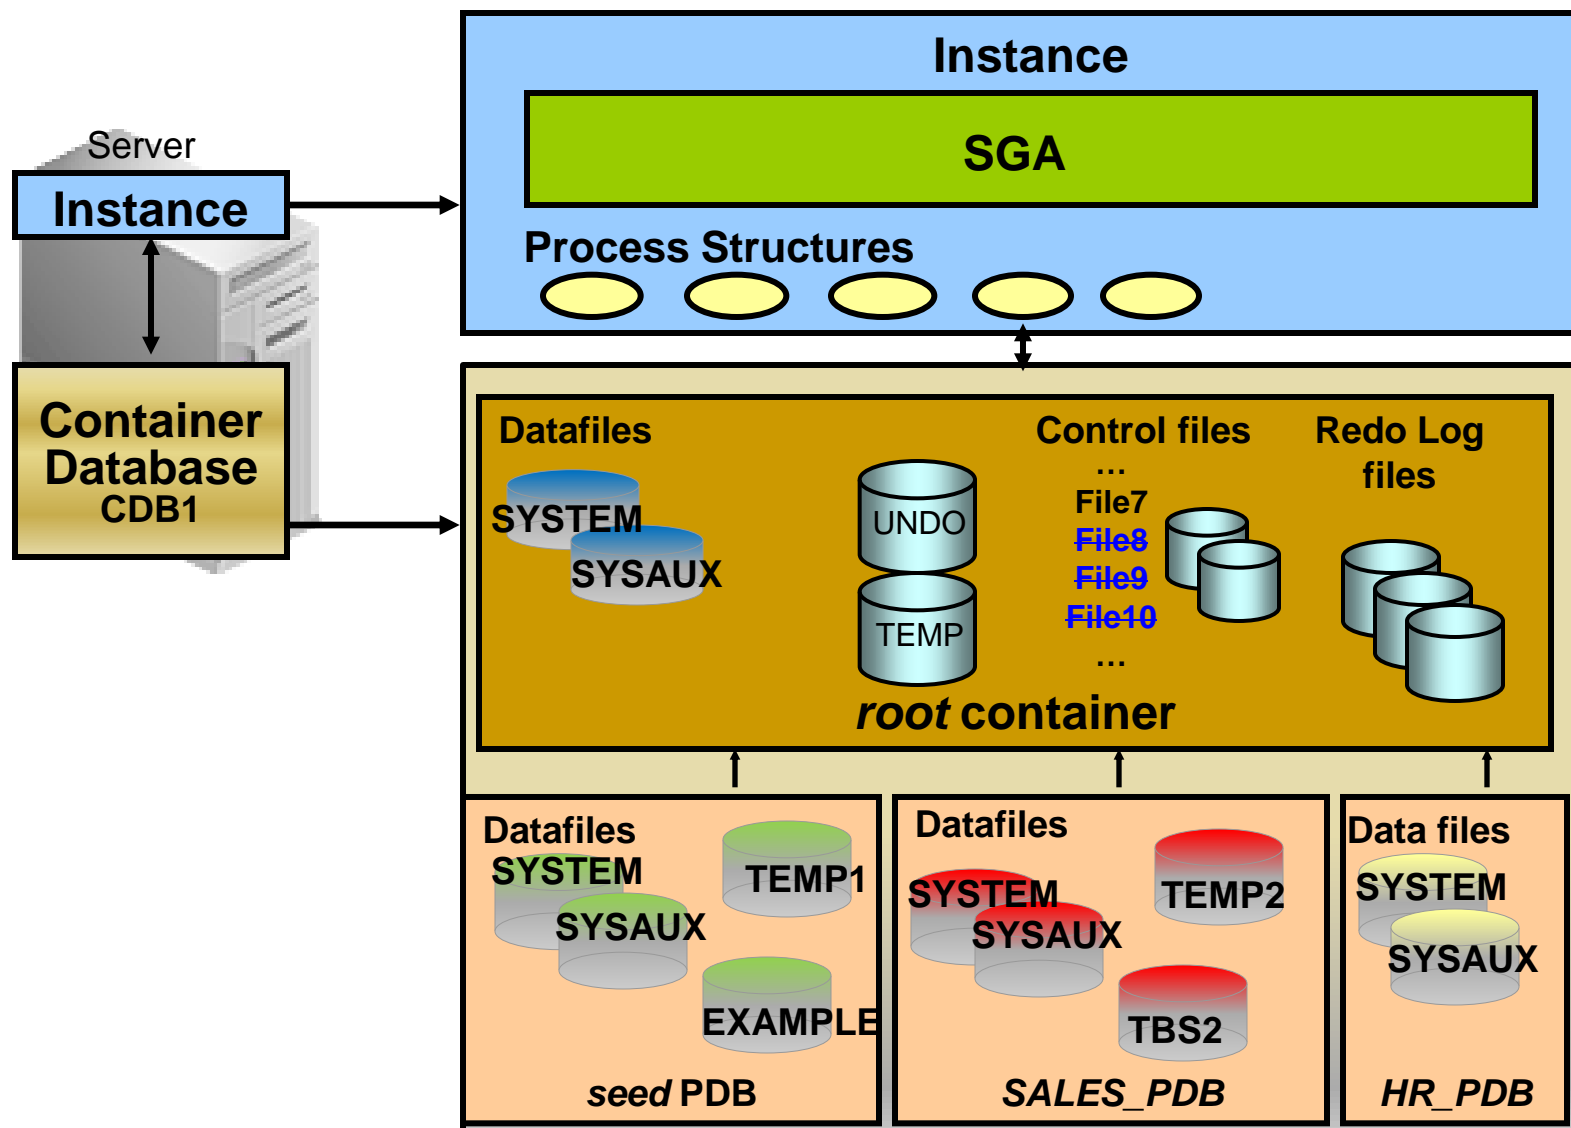 Server
Instance
Container
Database
CDB1
Instance
SGA
Process Structures
Datafiles
SYSTEM
SYSAUX
UNDO
TEMP
Control files
...
File7
File8
File9
File10
...
Redo Log
files
root container
Datafiles
SYSTEM
SYSAUX
TEMP1
EXAMPLE
seed PDB
Datafiles
SYSTEM
SYSAUX
TEMP2
TBS2
SALES_PDB
Data files
SYSTEM
SYSAUX
HR_PDB